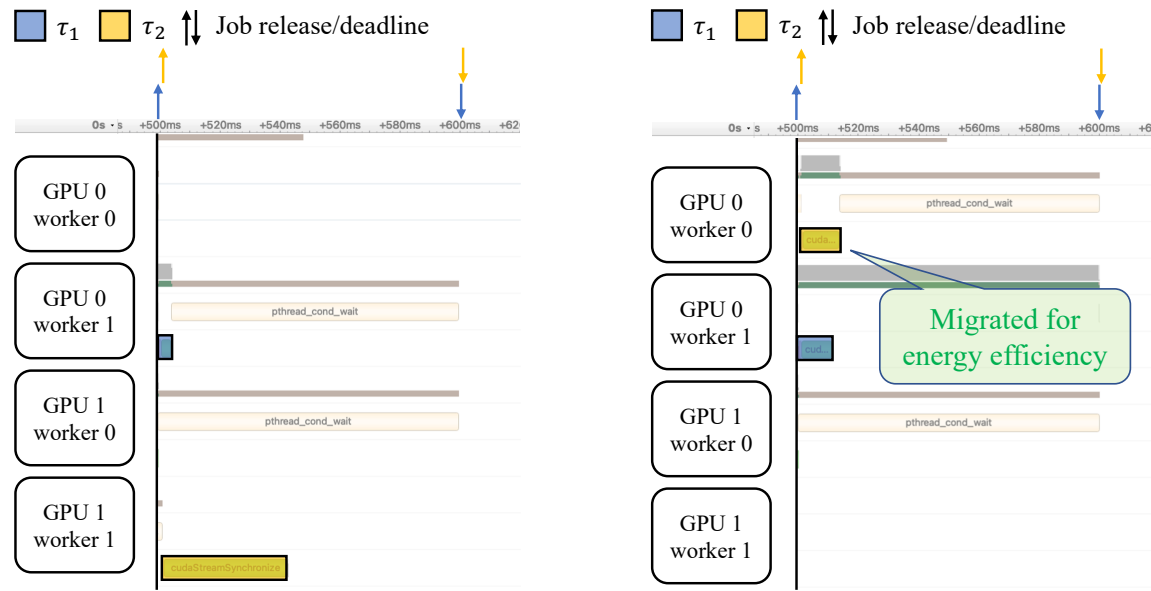 τ1 τ2 Job release/deadline
0s · s +500ms +520ms +540ms +560ms +580ms +600ms +620
GPU 0
worker 0
GPU 0
worker 1
pthread_cond_wait
GPU 1
worker 0
pthread_cond_wait
GPU 1
worker 1
cudaStreamSynchronize
τ1 τ2 Job release/deadline
0s · s +500ms +520ms +540ms +560ms +580ms +600ms +6
GPU 0
worker 0
pthread_cond_wait
cuda...
GPU 0
worker 1
cud...
Migrated for
energy efficiency
GPU 1
worker 0
pthread_cond_wait
GPU 1
worker 1